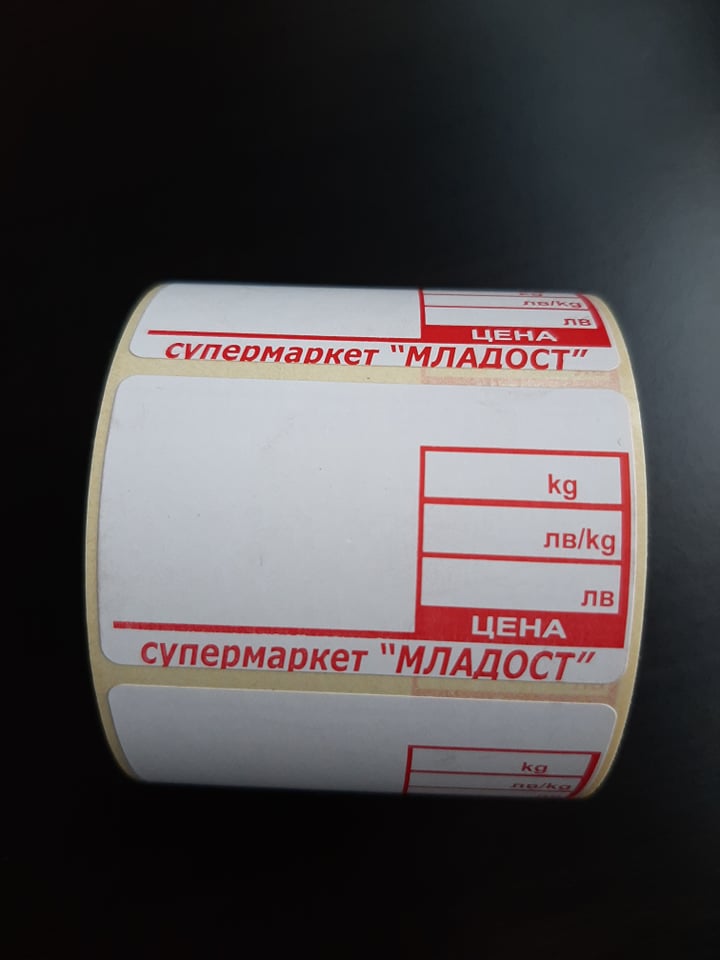 лв/kg
лв
ЦЕНА
супермаркет "МЛАДОСТ"
kg
лв/kg
лв
ЦЕНА
супермаркет "МЛАДОСТ"
kg
лв/kg